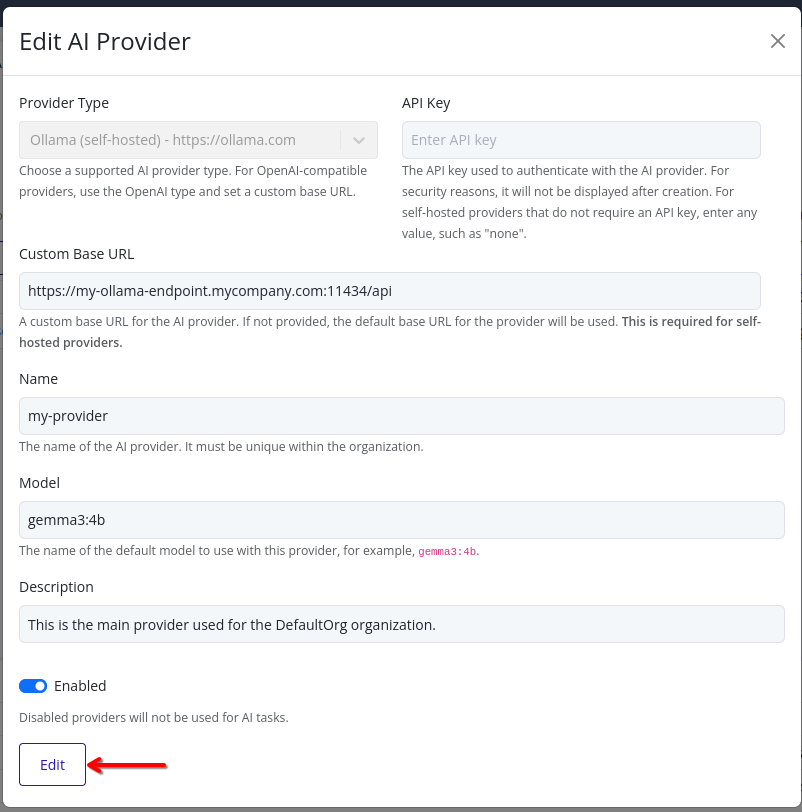 Edit AI Provider
Provider Type
Ollama (self-hosted) - https://ollama.com
Choose a supported AI provider type. For OpenAI-compatible
providers, use the OpenAI type and set a custom base URL.
API Key
Enter API key
The API key used to authenticate with the AI provider. For
security reasons, it will not be displayed after creation. For
self-hosted providers that do not require an API key, enter any
value, such as "none".
Custom Base URL
https://my-ollama-endpoint.mycompany.com:11434/api
A custom base URL for the AI provider. If not provided, the default base URL for the provider will be used. This is required for self-
hosted providers.
Name
my-provider
The name of the AI provider. It must be unique within the organization.
Model
gemma3:4b
The name of the default model to use with this provider, for example, gemma3:4b.
Description
This is the main provider used for the DefaultOrg organization.
Enabled
Disabled providers will not be used for AI tasks.
Edit